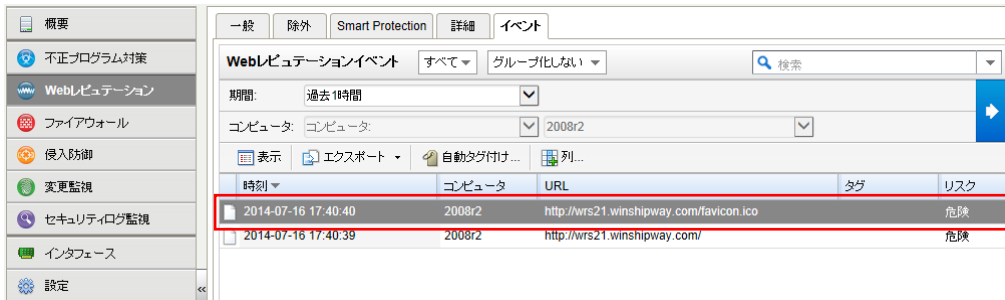 概要
不正プログラム対策
Webレピュテーション
ファイアウォール
侵入防御
変更監視
セキュリティログ監視
インタフェース
設定
«
一般 除外 Smart Protection 詳細 イベント
Webレピュテーションイベント すべて グループ化しない 検索
期間: 過去1時間
コンピュータ: コンピュータ: 2008r2
表示 エクスポート 自動タグ付け... 列...
時刻 コンピュータ URL タグ リスク
2014-07-16 17:40:40 2008r2 http://wrs21.winshipway.com/favicon.ico 危険
2014-07-16 17:40:39 2008r2 http://wrs21.winshipway.com/ 危険